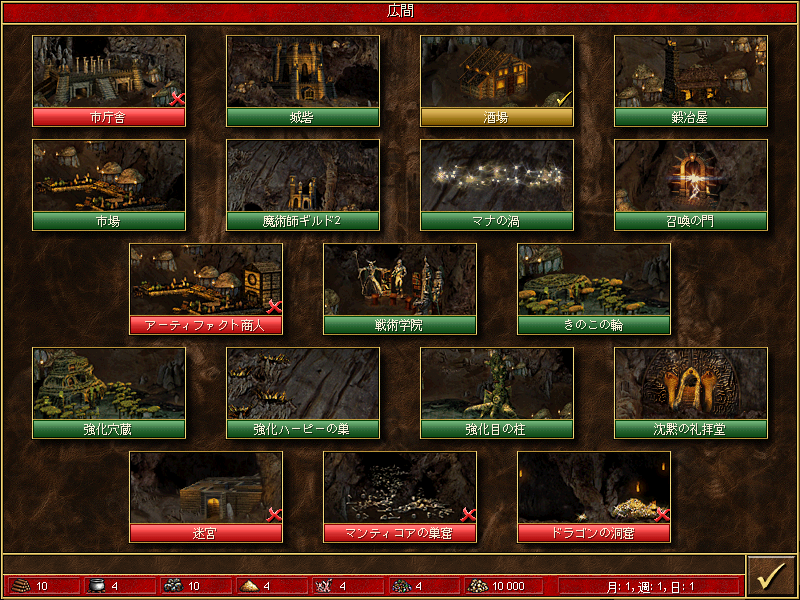 広間
市庁舎
城砦
酒場
鍛冶屋
市場
魔術師ギルド2
マナの渦
召喚の門
アーティファクト商人
戦術学院
きのこの輪
強化穴蔵
強化ハーピーの巣
強化目の柱
沈黙の礼拝堂
迷宮
マンティコアの巣窟
ドラゴンの洞窟
10 4 10 4 4 4 10 000 月: 1, 週: 1, 日: 1